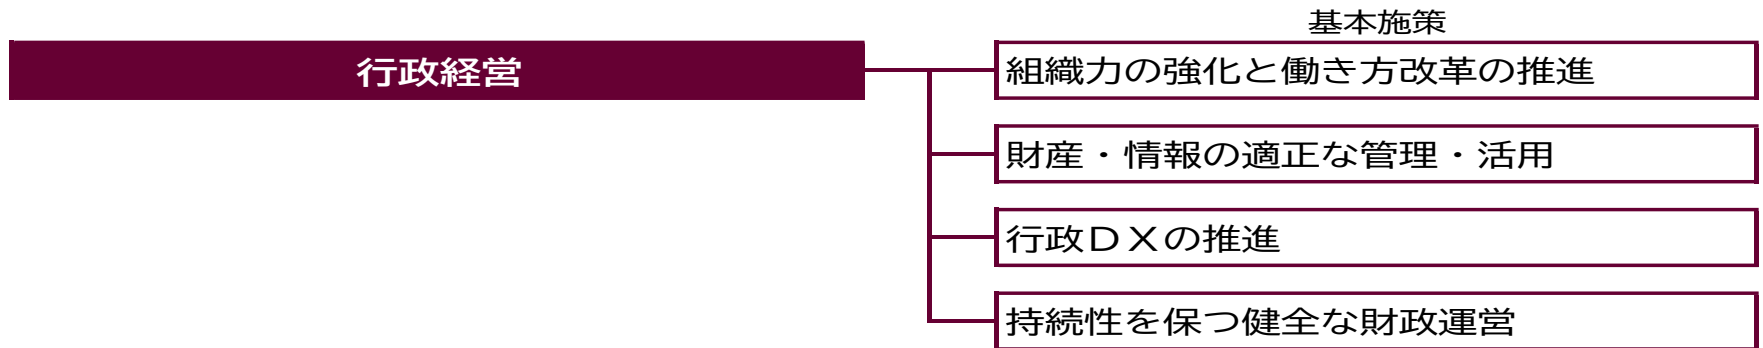 基本施策
行政経営
組織力の強化と働き方改革の推進
財産・情報の適正な管理・活用
行政ＤＸの推進
持続性を保つ健全な財政運営